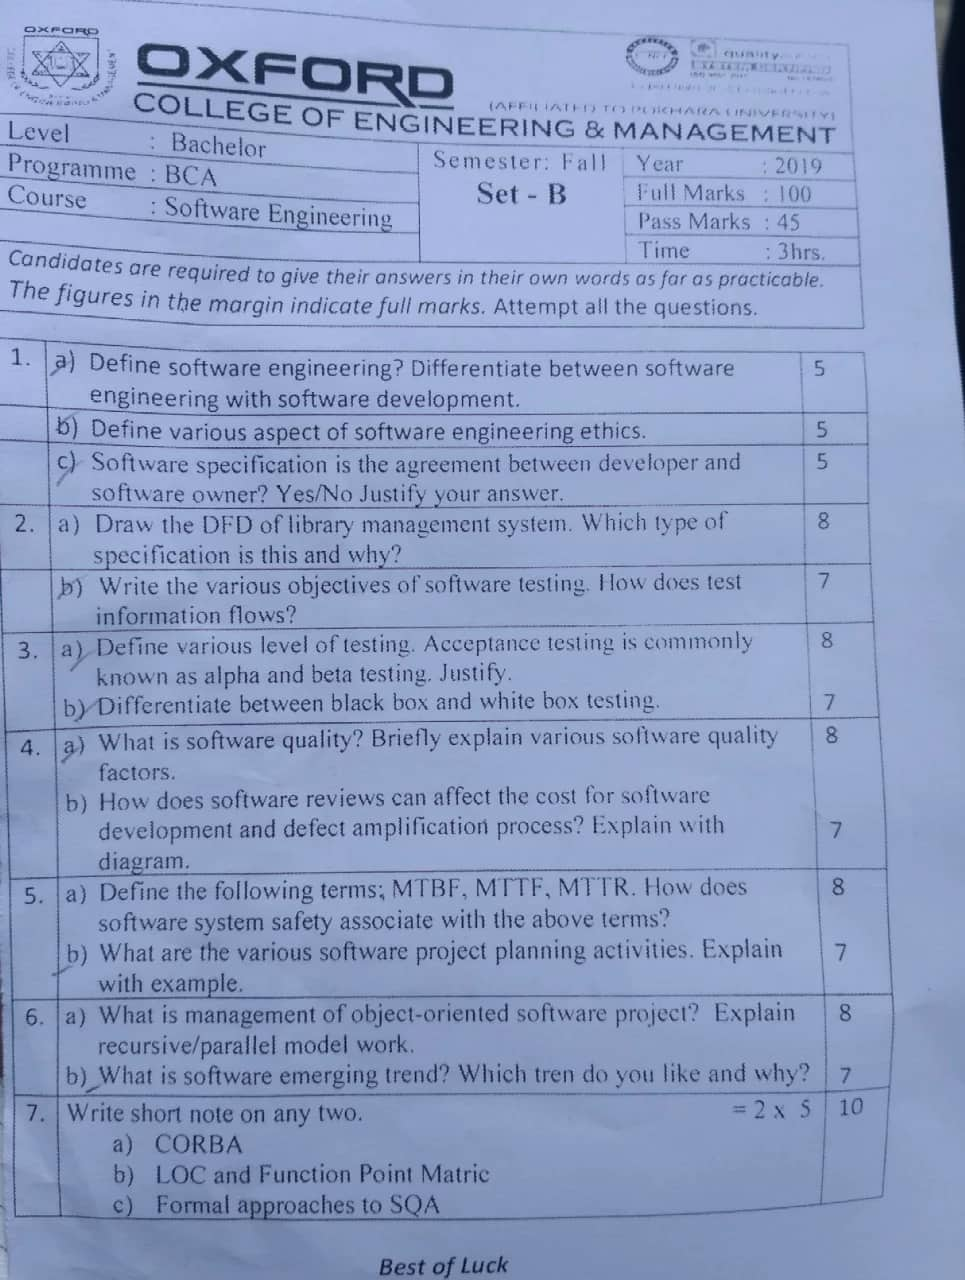 OXFORD
OXFORD
quality
(AFFILIATED TO POKHARA UNIVERSITY)
COLLEGE OF ENGINEERING & MANAGEMENT
Level : Bachelor
Programme : BCA
Course : Software Engineering
Semester: Fall
Set - B
Year : 2019
Full Marks : 100
Pass Marks : 45
Time : 3hrs.
Candidates are required to give their answers in their own words as far as practicable.
The figures in the margin indicate full marks. Attempt all the questions.
1. a) Define software engineering? Differentiate between software 5
engineering with software development.
b) Define various aspect of software engineering ethics. 5
c) Software specification is the agreement between developer and 5
software owner? Yes/No Justify your answer.
2. a) Draw the DFD of library management system. Which type of 8
specification is this and why?
b) Write the various objectives of software testing. How does test 7
information flows?
3. a) Define various level of testing. Acceptance testing is commonly 8
known as alpha and beta testing. Justify.
b) Differentiate between black box and white box testing. 7
4. a) What is software quality? Briefly explain various software quality 8
factors.
b) How does software reviews can affect the cost for software
development and defect amplification process? Explain with 7
diagram.
5. a) Define the following terms; MTBF, MTTF, MTTR. How does 8
software system safety associate with the above terms?
b) What are the various software project planning activities. Explain 7
with example.
6. a) What is management of object-oriented software project? Explain 8
recursive/parallel model work.
b) What is software emerging trend? Which tren do you like and why? 7
7. Write short note on any two. = 2 x 5 10
a) CORBA
b) LOC and Function Point Matric
c) Formal approaches to SQA
Best of Luck